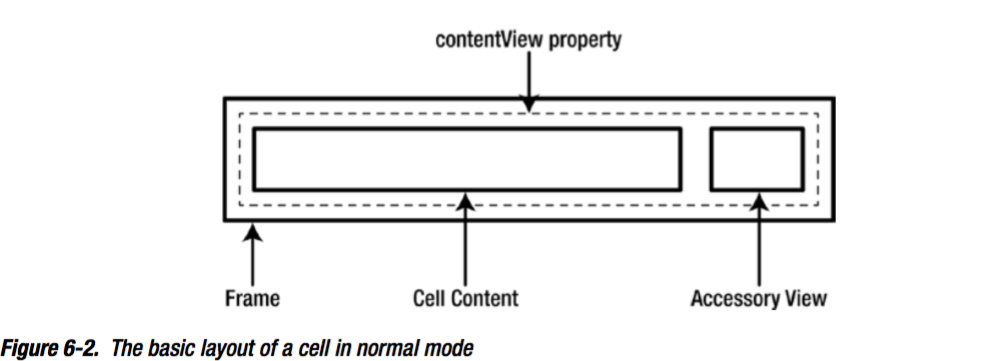 contentView property
Frame
Cell Content
Accessory View
Figure 6-2. The basic layout of a cell in normal mode